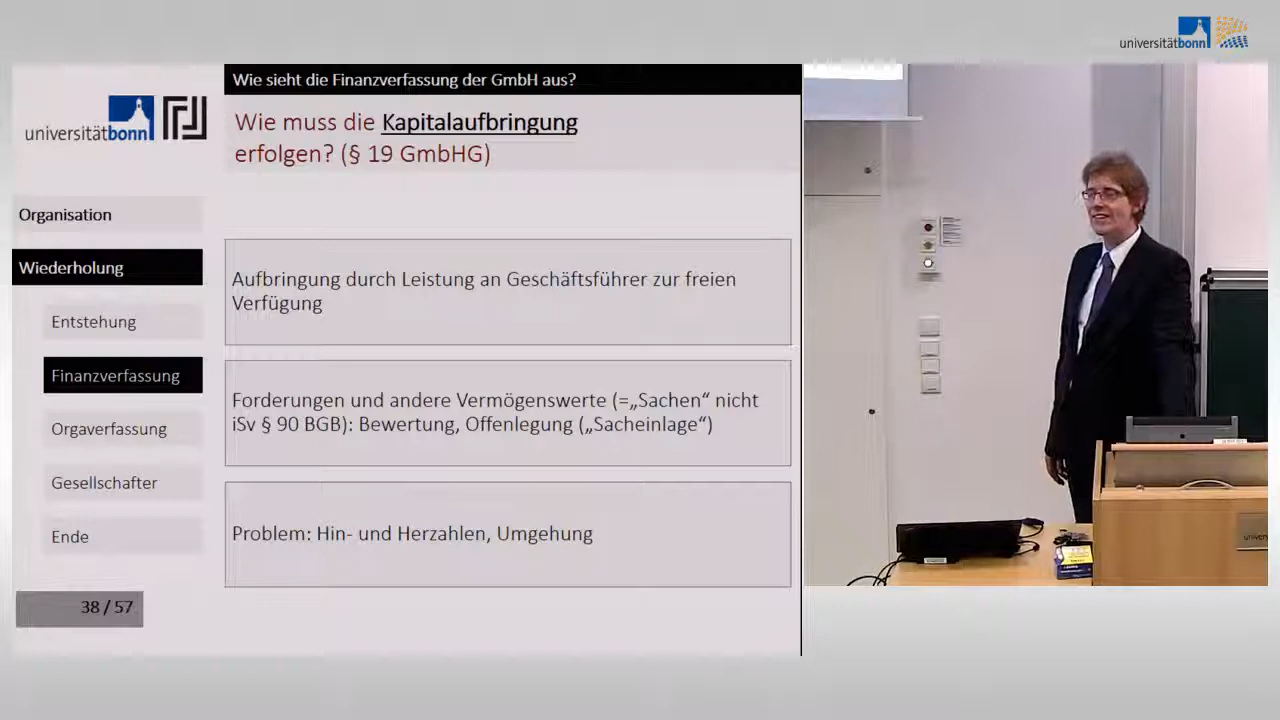 universitätbonn
Wie sieht die Finanzverfassung der GmbH aus?
universitätbonn
Wie muss die Kapitalaufbringung
erfolgen? (§ 19 GmbHG)
Organisation
Wiederholung
Entstehung
Finanzverfassung
Orgaverfassung
Gesellschafter
Ende
38 / 57
Aufbringung durch Leistung an Geschäftsführer zur freien
Verfügung
Forderungen und andere Vermögenswerte (=„Sachen“ nicht
iSv § 90 BGB): Bewertung, Offenlegung („Sacheinlage“)
Problem: Hin- und Herzahlen, Umgehung